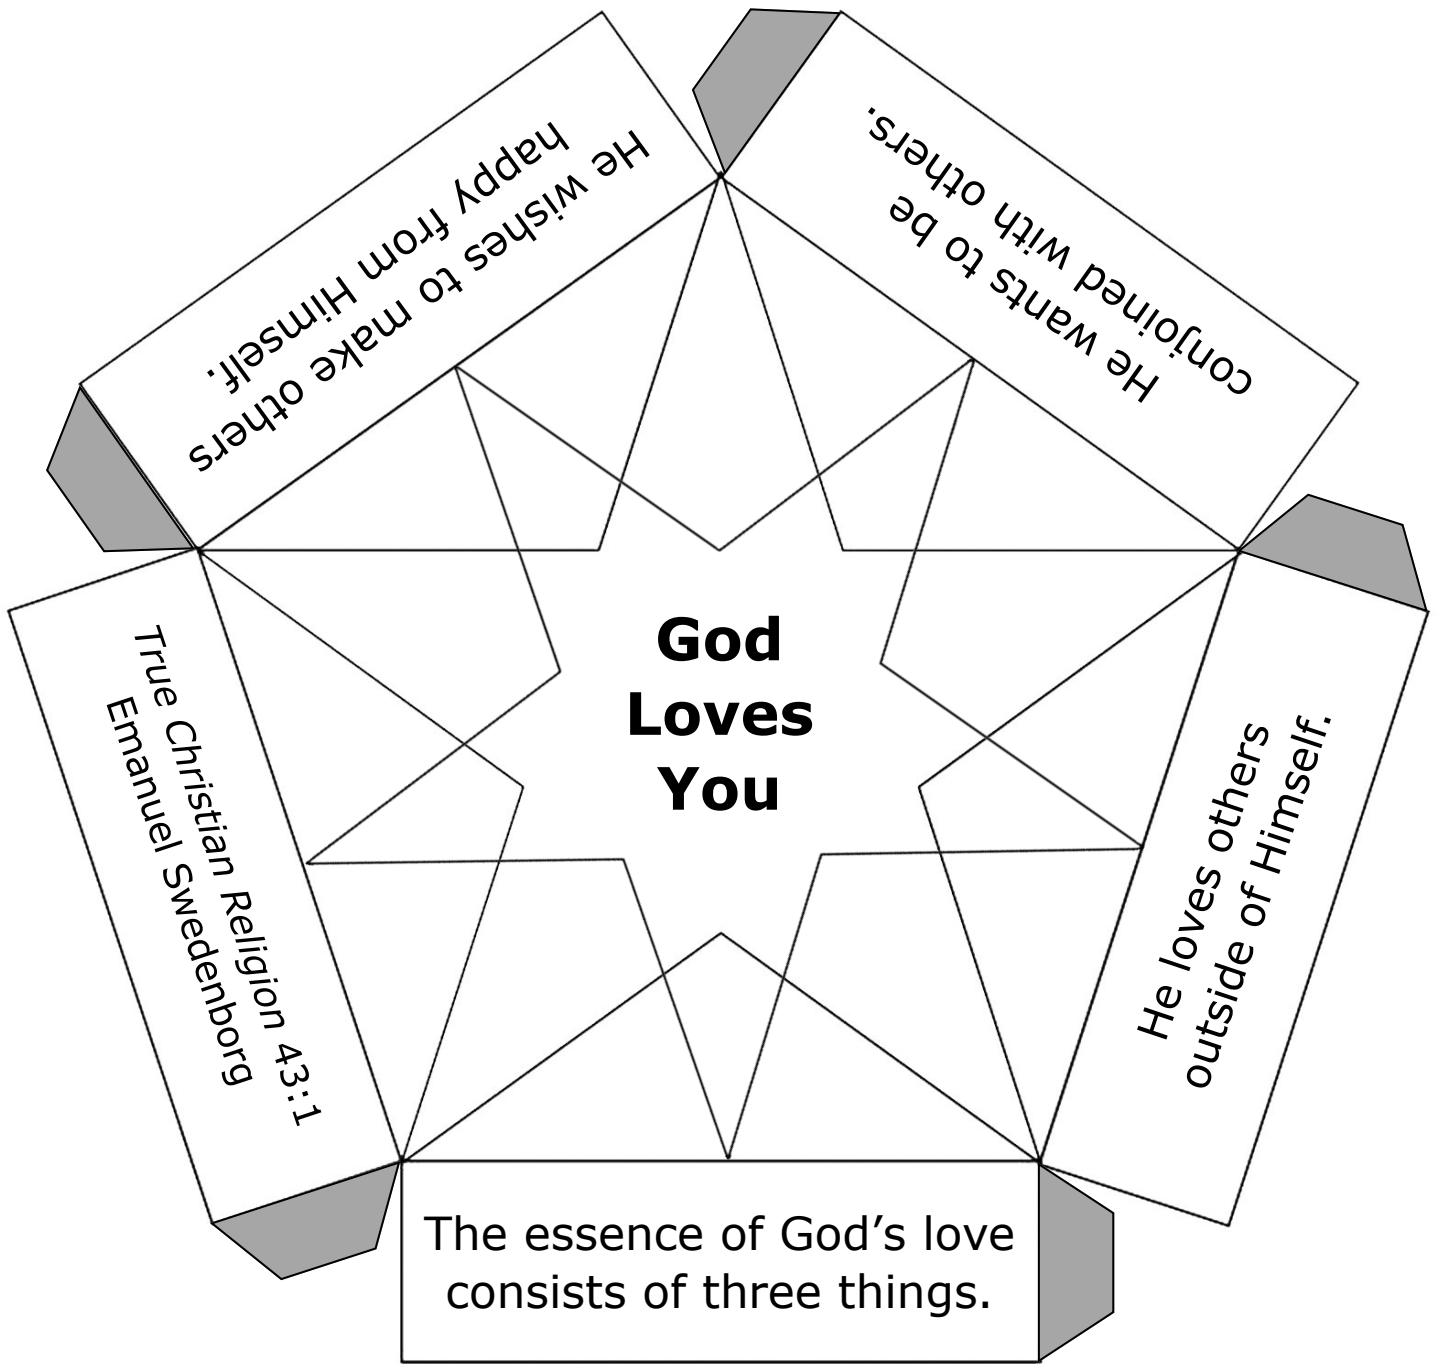 God
Loves
You
The essence of God’s love
consists of three things.
He loves others
outside of Himself.
He wants to be
conjoined with others.
He wishes to make others
happy from Himself.
True Christian Religion 43:1
Emanuel Swedenborg